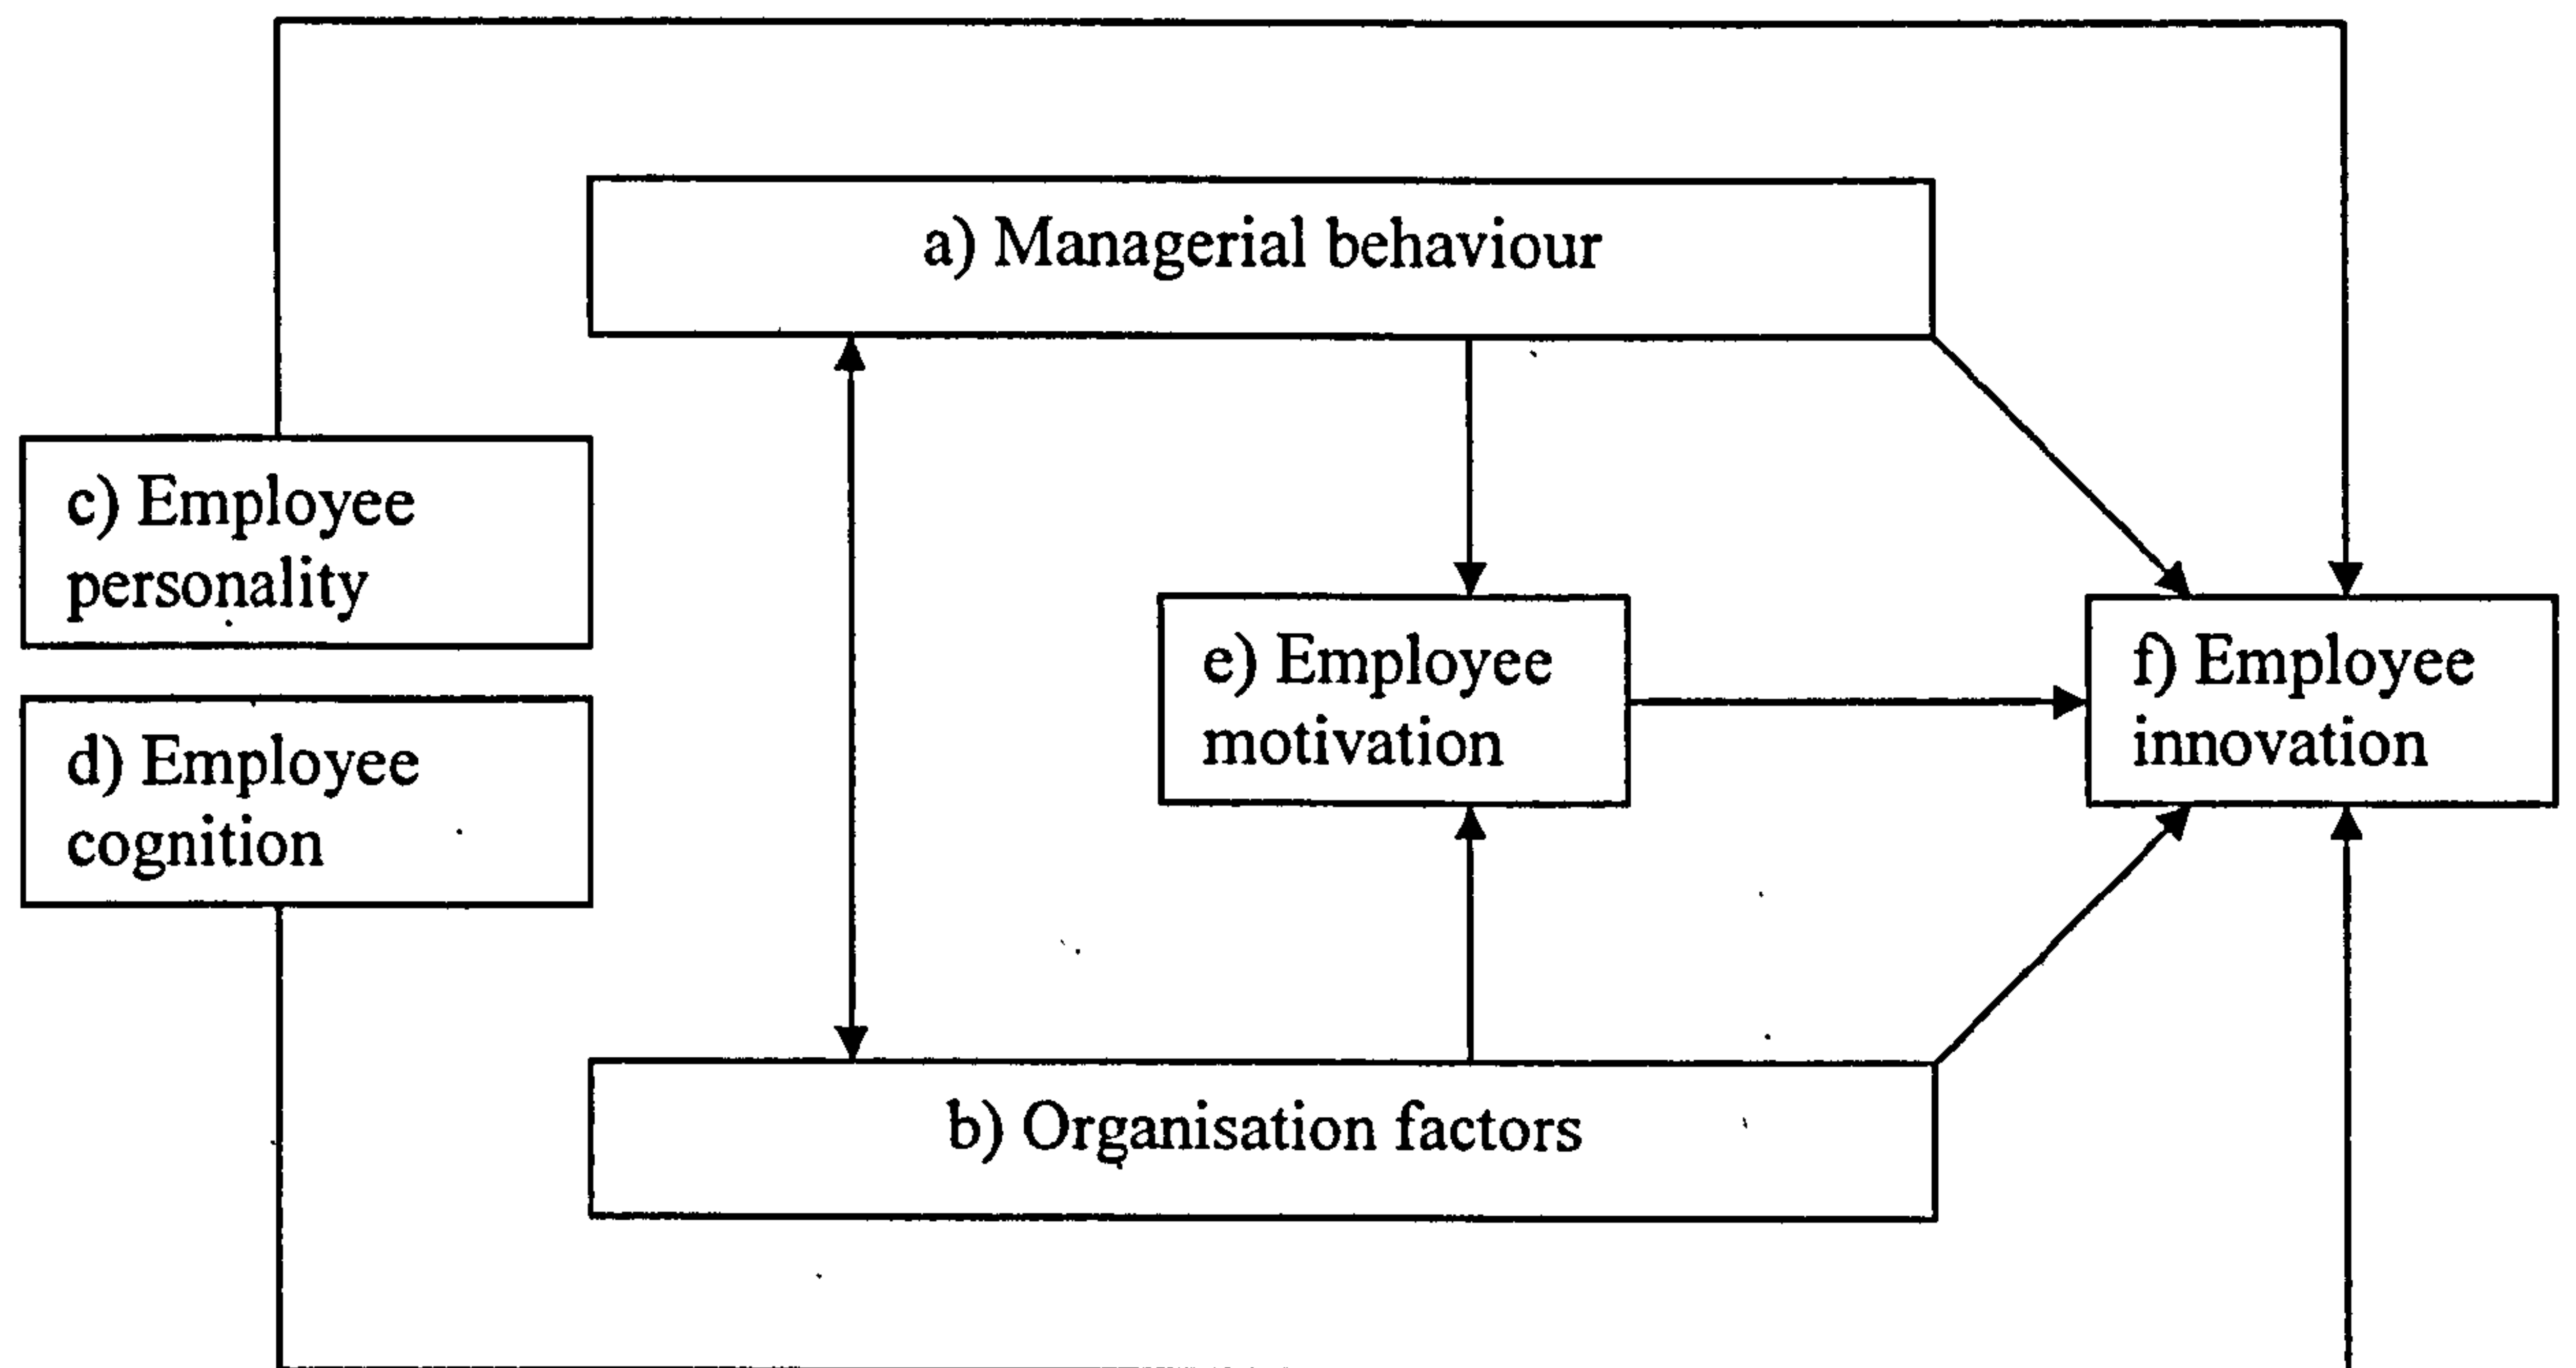 a) Managerial behaviour
c) Employee
personality
d) Employee
cognition
e) Employee
motivation
f) Employee
innovation
b) Organisation factors